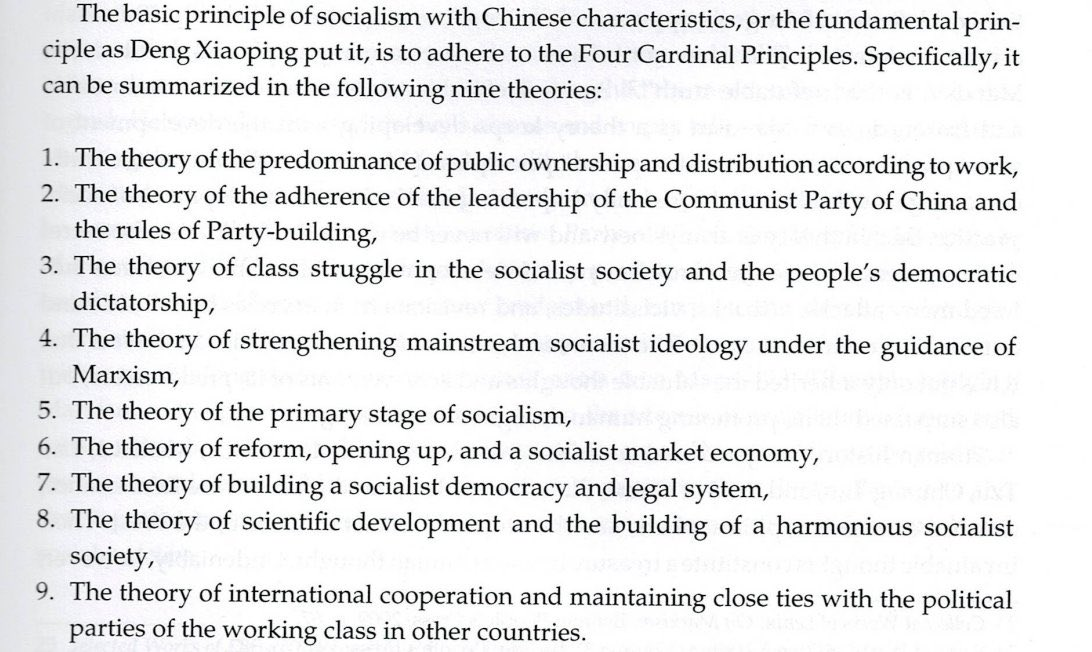 The basic principle of socialism with Chinese characteristics, or the fundamental prin-
ciple as Deng Xiaoping put it, is to adhere to the Four Cardinal Principles. Specifically, it
can be summarized in the following nine theories:
1. The theory of the predominance of public ownership and distribution according to work,
2. The theory of the adherence of the leadership of the Communist Party of China and
the rules of Party-building,
3. The theory of class struggle in the socialist society and the people's democratic
dictatorship,
4. The theory of strengthening mainstream socialist ideology under the guidance of
Marxism,
5. The theory of the primary stage of socialism,
6. The theory of reform, opening up, and a socialist market economy,
7. The theory of building a socialist democracy and legal system,
8. The theory of scientific development and the building of a harmonious socialist
society,
9. The theory of international cooperation and maintaining close ties with the political
parties of the working class in other countries.